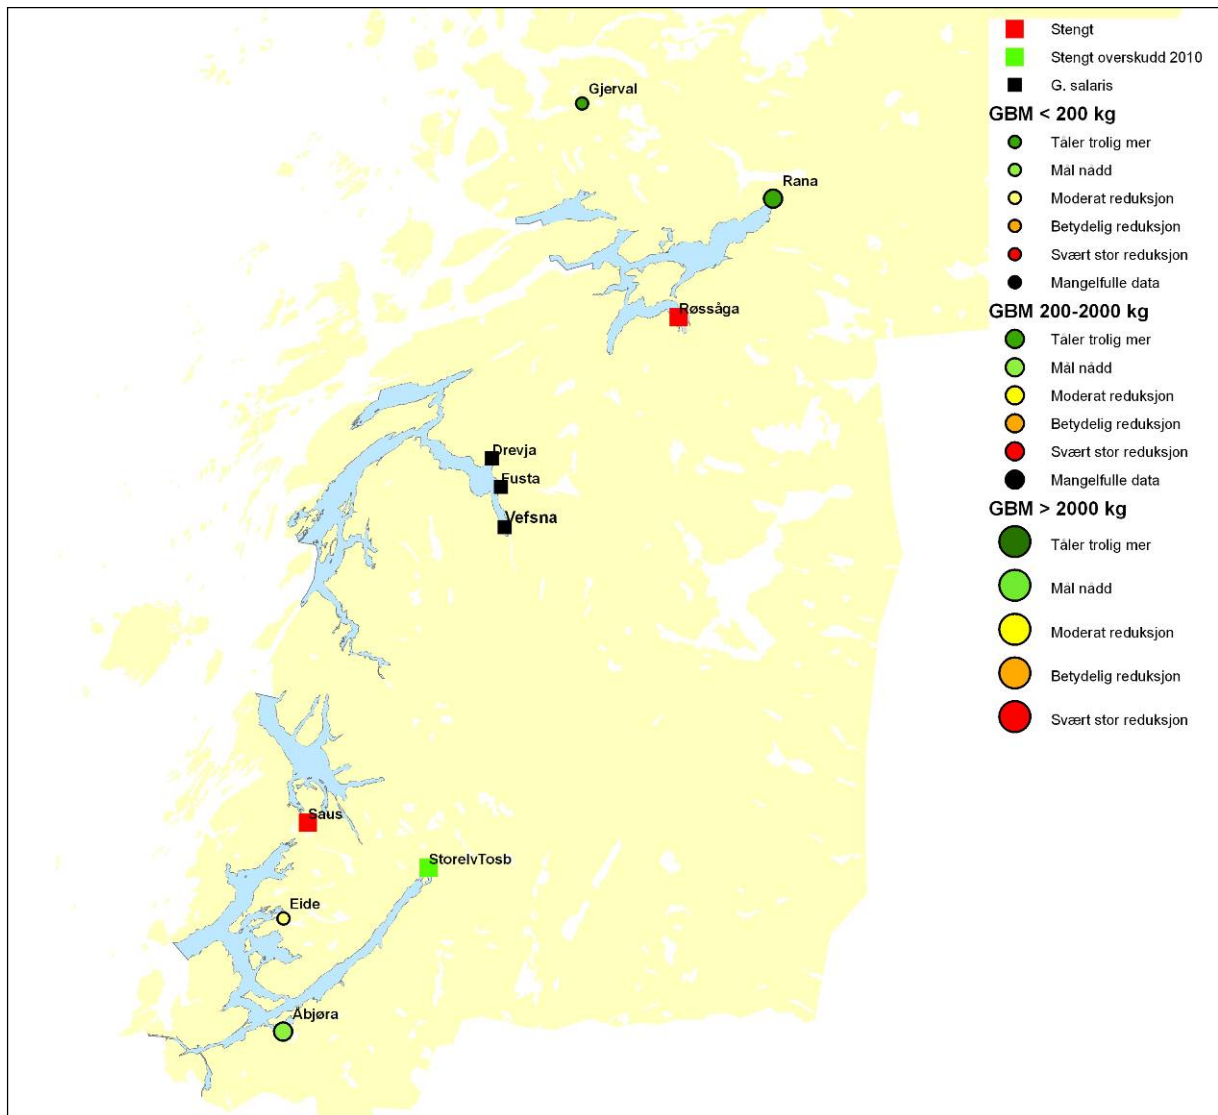 Stengt
Stengt overskudd 2010
G. salaris
GBM < 200 kg
Tåler trolig mer
Mål nådd
Moderat reduksjon
Betydelig reduksjon
Svært stor reduksjon
Mangelfulle data
GBM 200-2000 kg
Tåler trolig mer
Mål nådd
Moderat reduksjon
Betydelig reduksjon
Svært stor reduksjon
Mangelfulle data
GBM > 2000 kg
Tåler trolig mer
Mål nådd
Moderat reduksjon
Betydelig reduksjon
Svært stor reduksjon
Gjerval
Rana
Røssåga
Drevja
Fusta
Vefsna
Saus
StorelvTosb
Eide
Åbjøra